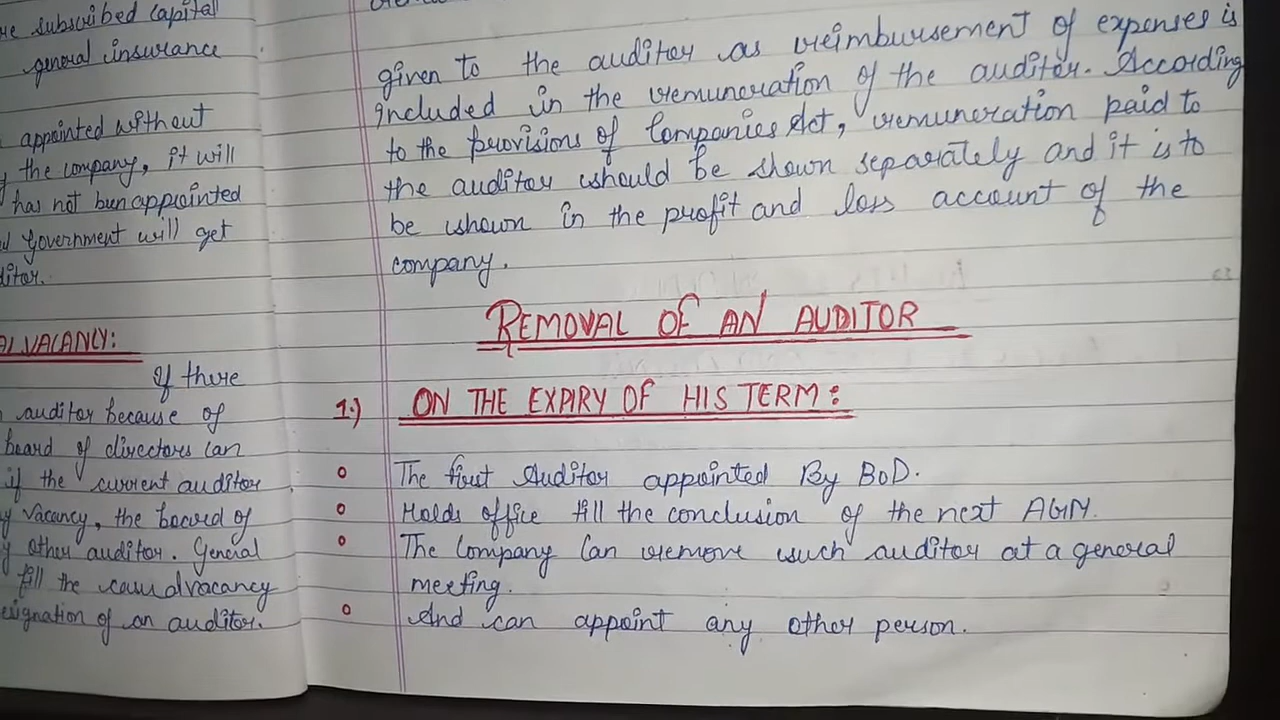 re subscribed capital
general insurance
appointed without
the company, it will
has not been appointed
Government will get
ditor.
VACANCY:
If there
auditor because of
board of directors can
if the current auditor
vacancy, the board of
other auditor. General
fill the casual vacancy
signation of an auditor.
given to the auditor as reimbursement of expenses is
included in the remuneration of the auditor. According
to the provisions of Companies Act, remuneration paid to
the auditor should be shown separately and it is to
be shown in the profit and loss account of the
company.
REMOVAL OF AN AUDITOR
1.) ON THE EXPIRY OF HIS TERM:
The first Auditor appointed By BoD.
Holds office till the conclusion of the next AGM.
The Company Can remove such auditor at a general
meeting.
And can appoint any other person.